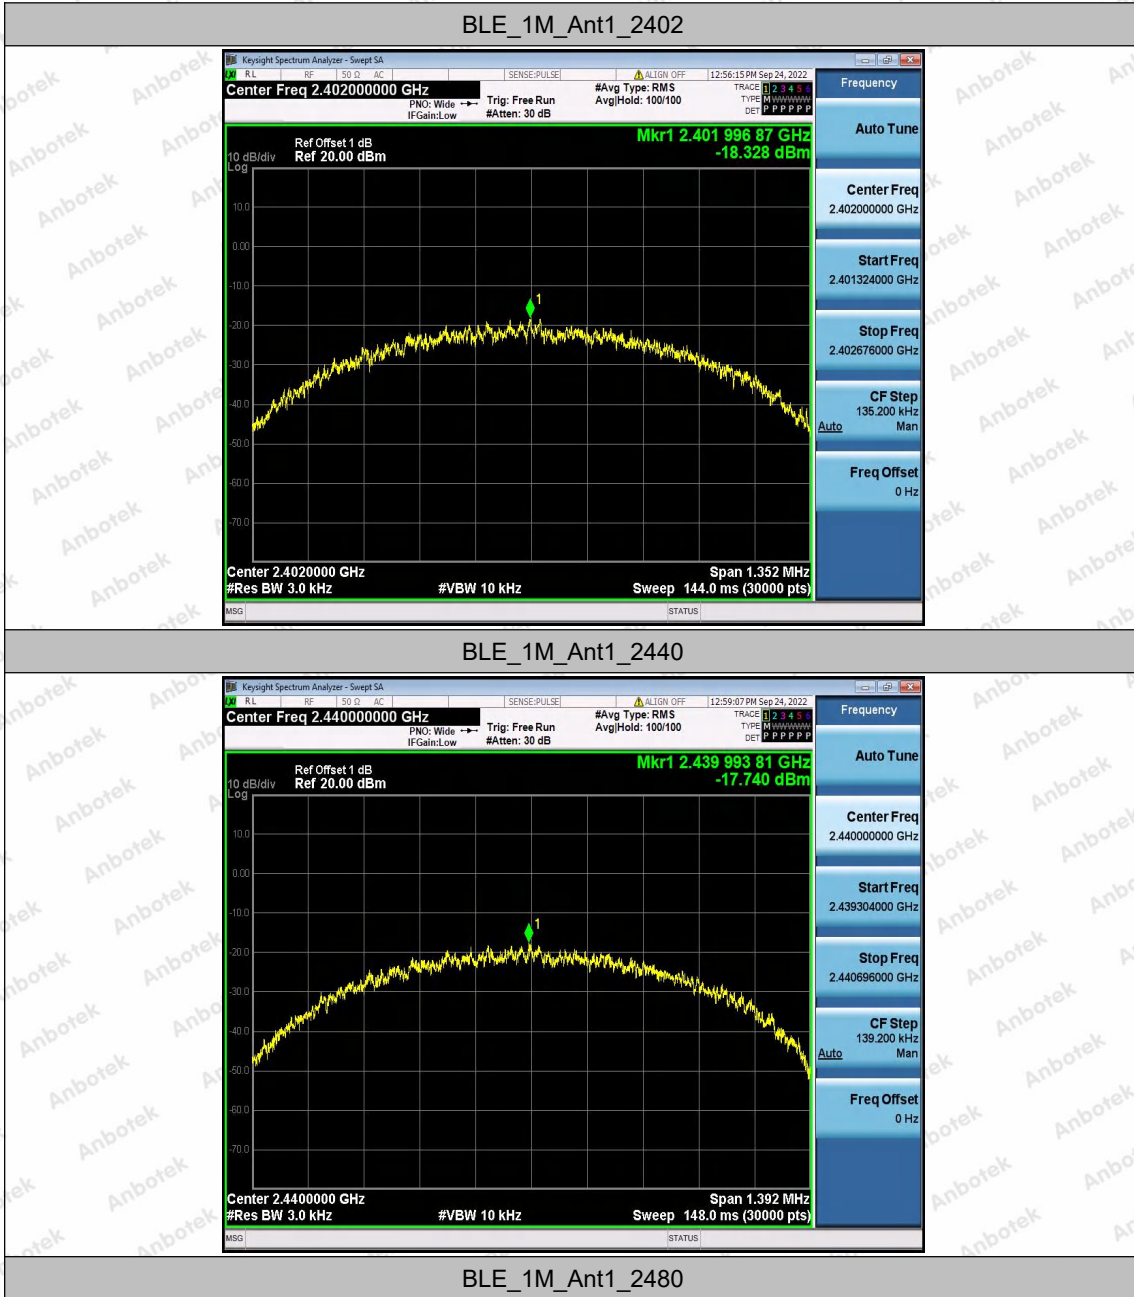 BLE_1M_Ant1_2402
Keysight Spectrum Analyzer - Swept SA
RL RF 50 Ω AC SENSE:PULSE ALIGN OFF 12:56:15 PM Sep 24, 2022
Center Freq 2.402000000 GHz
PNO: Wide
IFGain:Low
Trig: Free Run
#Atten: 30 dB
#Avg Type: RMS
Avg|Hold: 100/100
TRACE 1 2 3 4 5 6
TYPE M WWWWW
DET P P P P P P
Frequency
Mkr1 2.401 996 87 GHz
-18.328 dBm
Ref Offset 1 dB
10 dB/div Ref 20.00 dBm
Log
10.0
0.00
-10.0
-20.0
-30.0
-40.0
-50.0
-60.0
-70.0
1
Center 2.4020000 GHz Span 1.352 MHz
#Res BW 3.0 kHz #VBW 10 kHz Sweep 144.0 ms (30000 pts)
MSG STATUS
Auto Tune
Center Freq
2.402000000 GHz
Start Freq
2.401324000 GHz
Stop Freq
2.402676000 GHz
CF Step
135.200 kHz
Auto Man
Freq Offset
0 Hz
BLE_1M_Ant1_2440
Keysight Spectrum Analyzer - Swept SA
RL RF 50 Ω AC SENSE:PULSE ALIGN OFF 12:59:07 PM Sep 24, 2022
Center Freq 2.440000000 GHz
PNO: Wide
IFGain:Low
Trig: Free Run
#Atten: 30 dB
#Avg Type: RMS
Avg|Hold: 100/100
TRACE 1 2 3 4 5 6
TYPE M WWWWW
DET P P P P P P
Frequency
Mkr1 2.439 993 81 GHz
-17.740 dBm
Ref Offset 1 dB
10 dB/div Ref 20.00 dBm
Log
10.0
0.00
-10.0
-20.0
-30.0
-40.0
-50.0
-60.0
-70.0
1
Center 2.4400000 GHz Span 1.392 MHz
#Res BW 3.0 kHz #VBW 10 kHz Sweep 148.0 ms (30000 pts)
MSG STATUS
Auto Tune
Center Freq
2.440000000 GHz
Start Freq
2.439304000 GHz
Stop Freq
2.440696000 GHz
CF Step
139.200 kHz
Auto Man
Freq Offset
0 Hz
BLE_1M_Ant1_2480
Anbotek